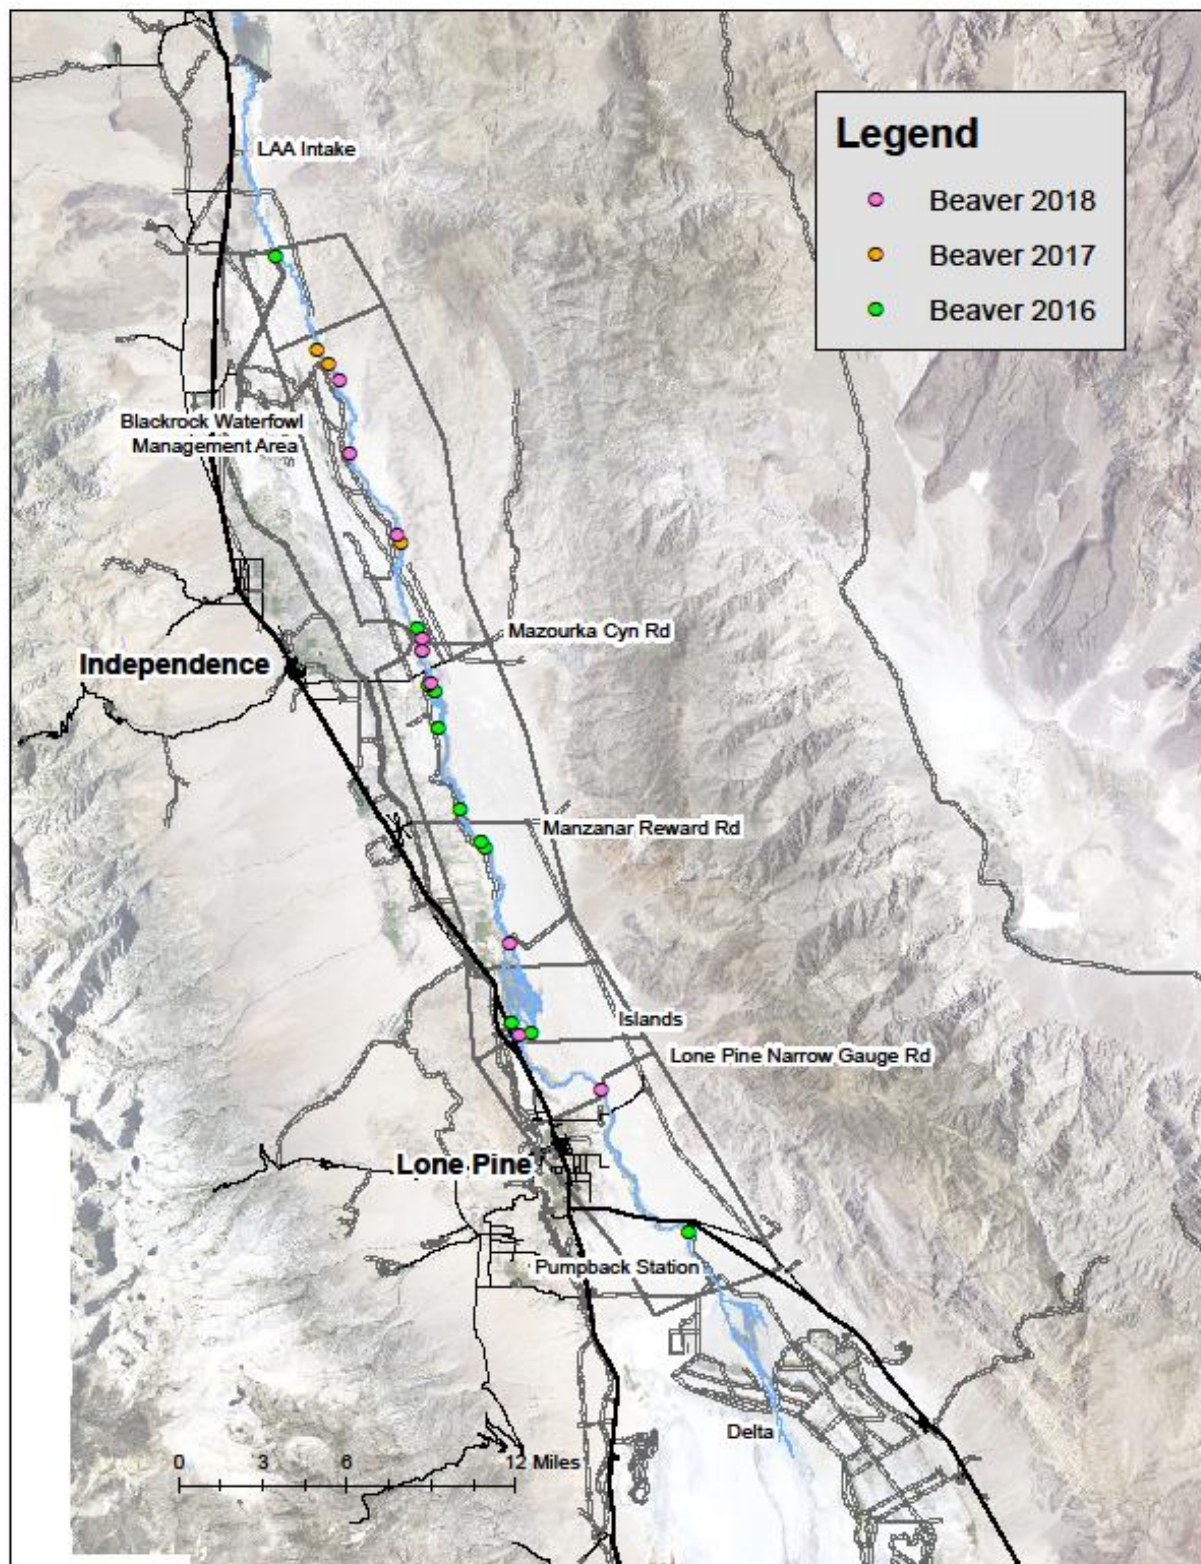 LAA Intake
Legend
Beaver 2018
Beaver 2017
Beaver 2016
Blackrock Waterfowl
Management Area
Mazourka Cyn Rd
Independence
Manzanar Reward Rd
Islands
Lone Pine Narrow Gauge Rd
Lone Pine
Pumpback Station
Delta
0 3 6 12 Miles